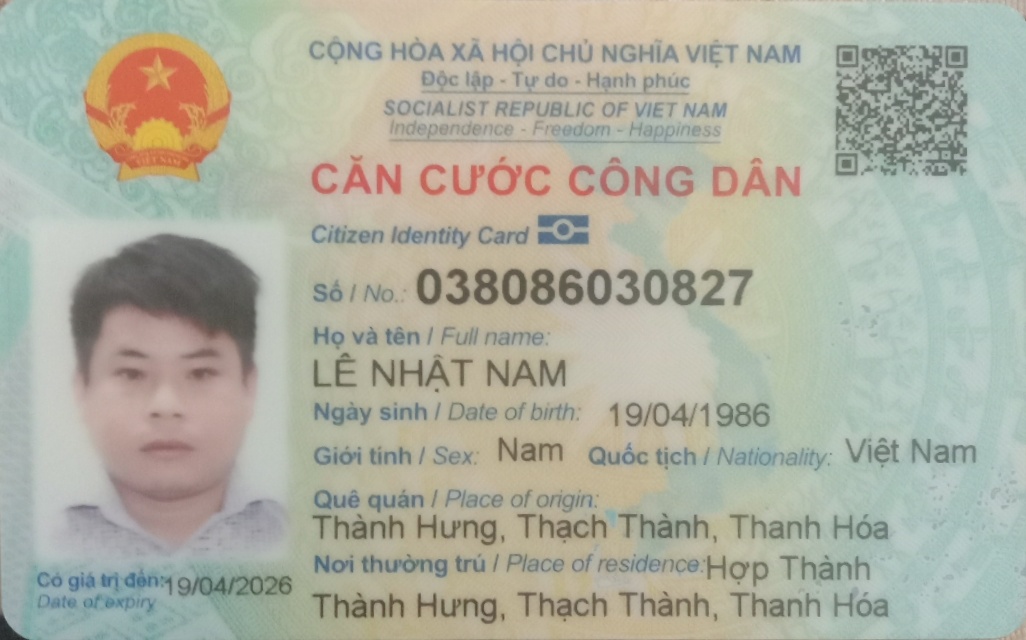 CỘNG HÒA XÃ HỘI CHỦ NGHĨA VIỆT NAM
Độc lập - Tự do - Hạnh phúc
SOCIALIST REPUBLIC OF VIET NAM
Independence - Freedom - Happiness
CĂN CƯỚC CÔNG DÂN
Citizen Identity Card
Số / No.: 038086030827
Họ và tên / Full name:
LÊ NHẬT NAM
Ngày sinh / Date of birth: 19/04/1986
Giới tính / Sex: Nam Quốc tịch / Nationality: Việt Nam
Quê quán / Place of origin:
Thành Hưng, Thạch Thành, Thanh Hóa
Nơi thường trú / Place of residence: Hợp Thành
Thành Hưng, Thạch Thành, Thanh Hóa
Có giá trị đến: 19/04/2026
Date of expiry
VIỆT NAM